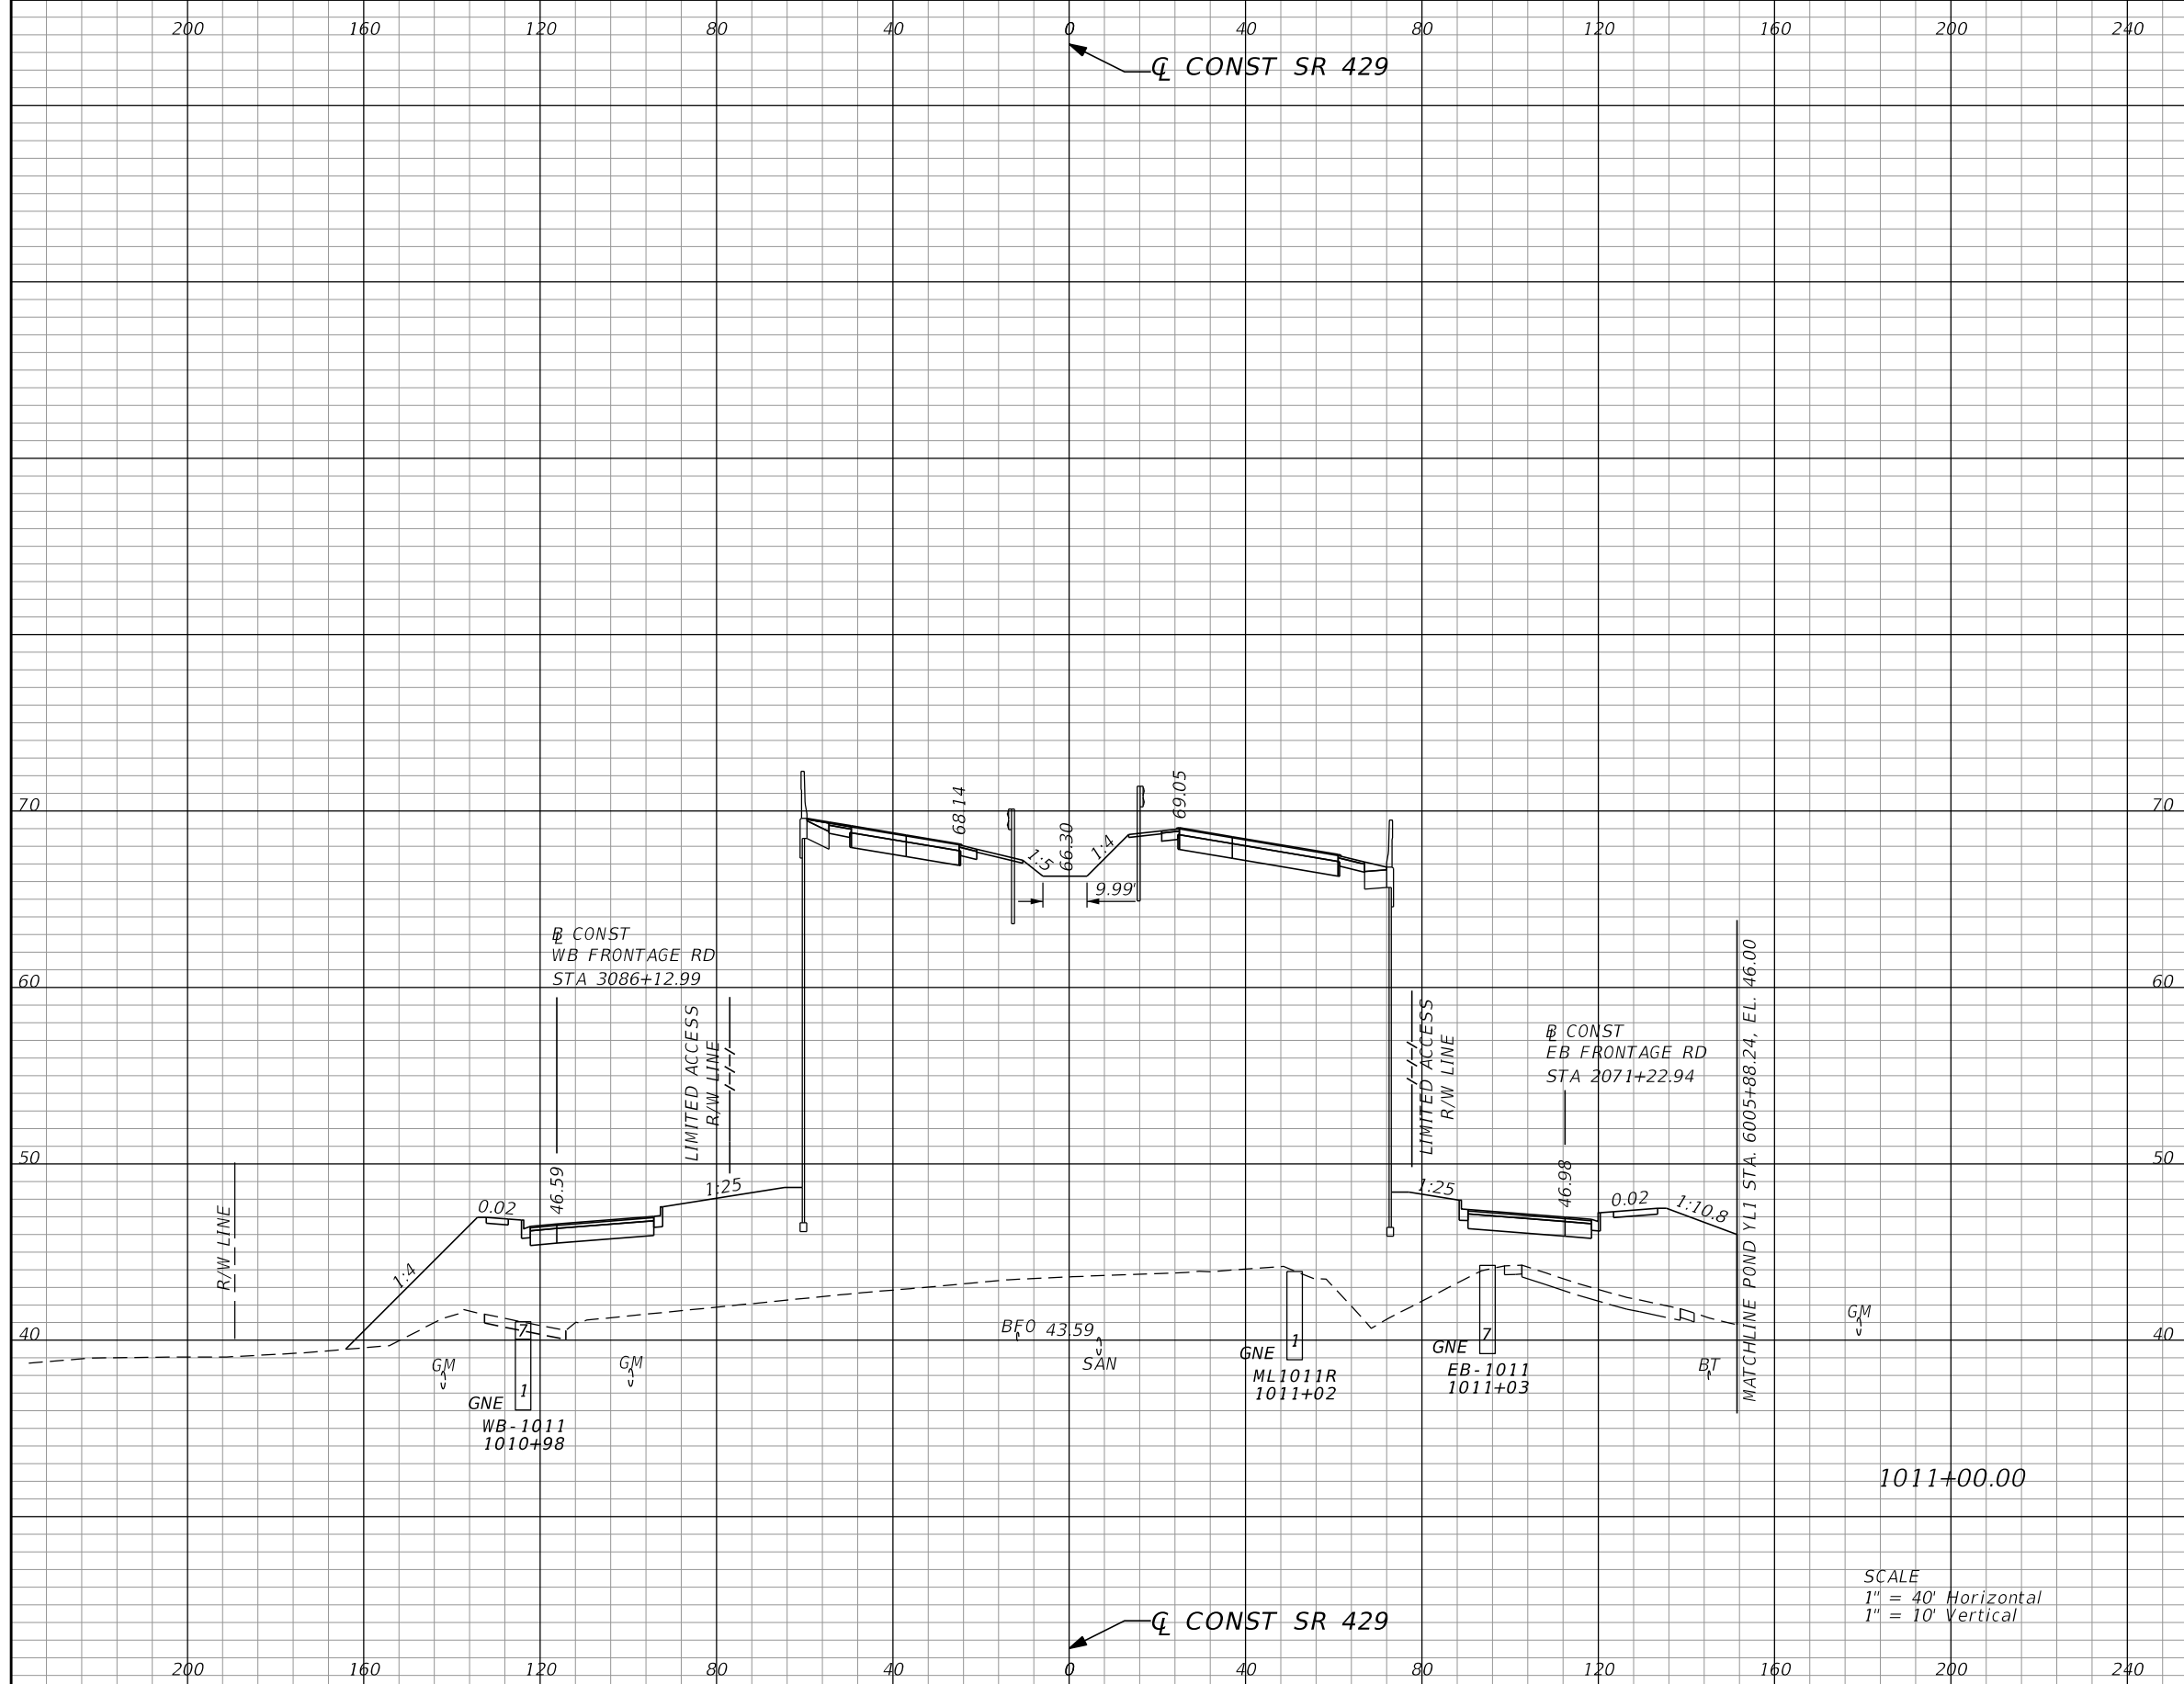 200 160 120 80 40 0 40 80 120 160 200 240
℄ CONST SR 429
70 70
68.14
66.30
69.05
1:5
1:4
9.99'
60 60
BL CONST
WB FRONTAGE RD
STA 3086+12.99
LIMITED ACCESS
R/W LINE
LIMITED ACCESS
R/W LINE
BL CONST
EB FRONTAGE RD
STA 2071+22.94
MATCHLINE POND YL1 STA. 6005+88.24, EL. 46.00
50 50
R/W LINE
0.02
46.59
1:25
1:25
46.98
0.02
1:10.8
1:4
40 40
GM
7
1
GNE
WB-1011
1010+98
GM
BFO 43.59
SAN
1
GNE
ML1011R
1011+02
7
GNE
EB-1011
1011+03
BT
GM
1011+00.00
SCALE
1" = 40' Horizontal
1" = 10' Vertical
℄ CONST SR 429
200 160 120 80 40 0 40 80 120 160 200 240